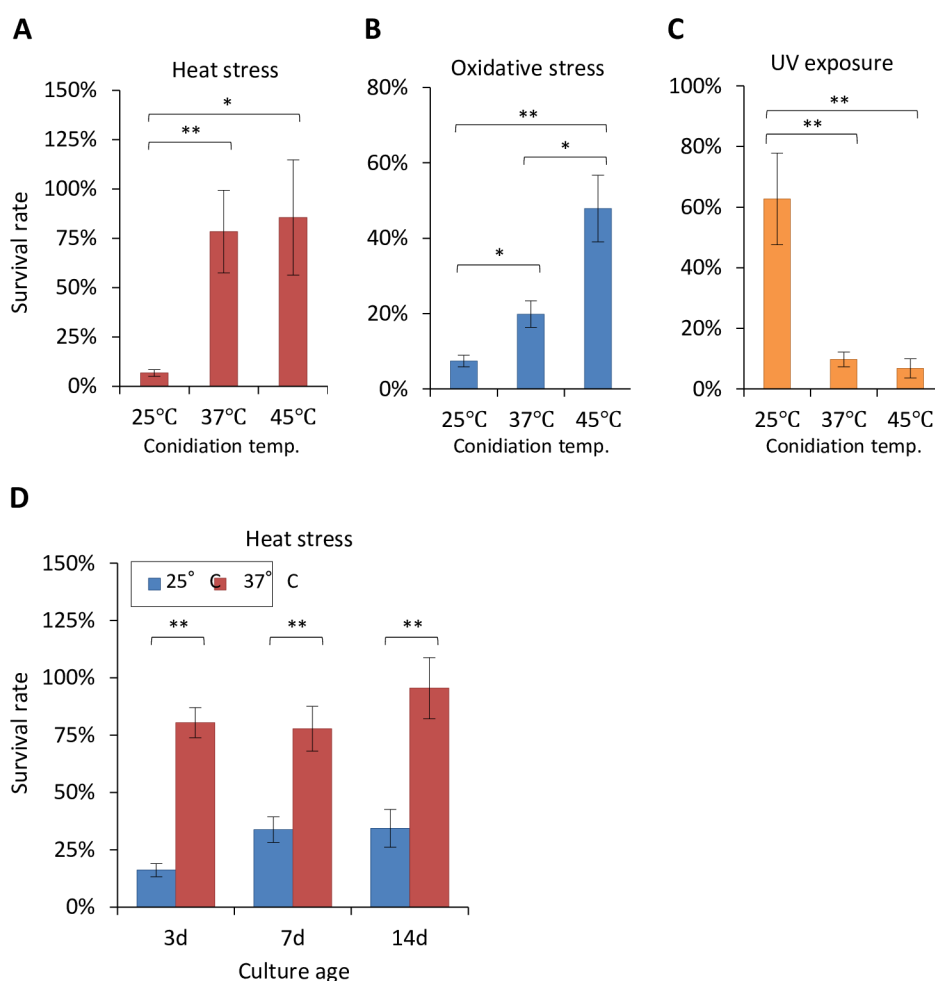 A
Heat stress
150%
125%
100%
75%
50%
25%
0%
Survival rate
*
**
25°C 37°C 45°C
Conidiation temp.
B
Oxidative stress
80%
60%
40%
20%
0%
**
*
*
25°C 37°C 45°C
Conidiation temp.
C
UV exposure
100%
80%
60%
40%
20%
0%
**
**
25°C 37°C 45°C
Conidiation temp.
D
Heat stress
150%
125%
100%
75%
50%
25%
0%
Survival rate
25° C 37° C
** ** **
3d 7d 14d
Culture age